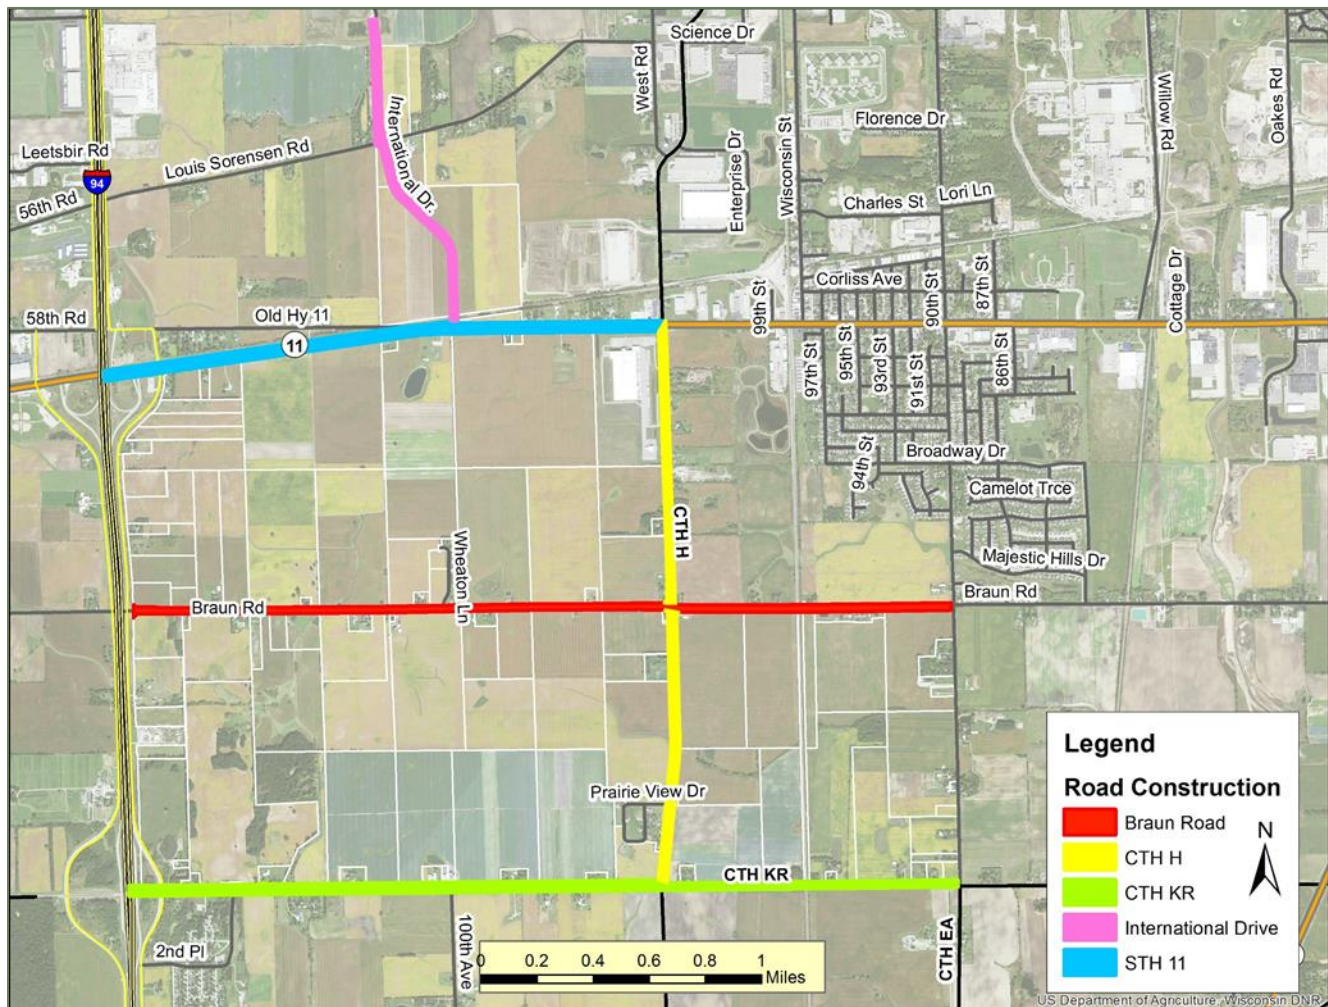 Science Dr
West Rd
Willow Rd
Oakes Rd
International Dr.
Florence Dr
Wisconsin St
Enterprise Dr
Leetsbir Rd
Louis Sorensen Rd
94
56th Rd
Lori Ln
Charles St
Corliss Ave
90th St
87th St
Cottage Dr
99th St
58th Rd
Old Hy 11
11
97th St
95th St
93rd St
91st St
86th St
Broadway Dr
94th St
Camelot Trce
CTH H
Wheaton Ln
Majestic Hills Dr
Braun Rd
Braun Rd
Prairie View Dr
CTH KR
2nd Pl
100th Ave
CTH EA
0 0.2 0.4 0.6 0.8 1
Miles
Legend
Road Construction
Braun Road
CTH H
CTH KR
International Drive
STH 11
N
US Department of Agriculture, Wisconsin DNR